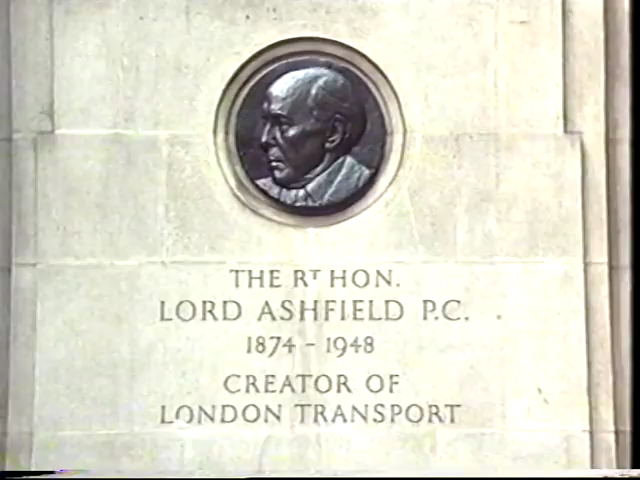 THE RT HON.
LORD ASHFIELD P.C.
1874 – 1948
CREATOR OF
LONDON TRANSPORT